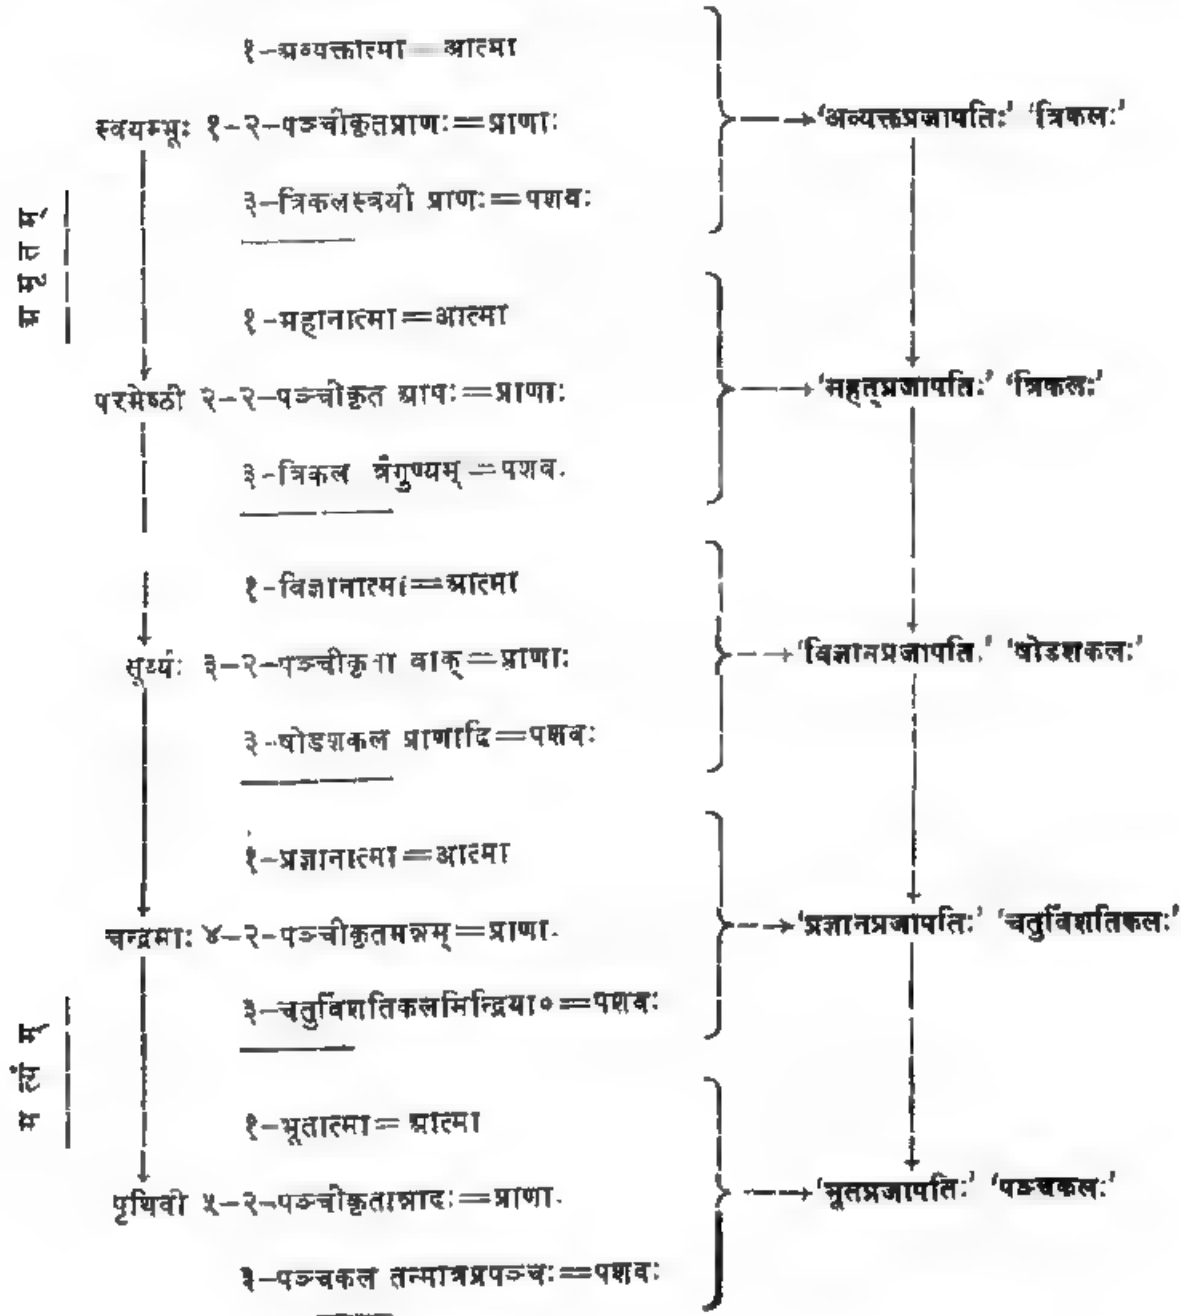 १-अव्यक्तात्मा=आत्मा
स्वयम्भूः १-२-पञ्चीकृतप्राणः=प्राणाः
'अव्यक्तप्रजापतिः' 'त्रिकलः'
३-त्रिकलस्त्रयी प्राणः=पशवः
अमृतम्
१-महानात्मा=आत्मा
परमेष्ठी २-२-पञ्चीकृत आपः=प्राणाः
'महत्प्रजापतिः' 'त्रिकलः'
३-त्रिकल त्रैगुण्यम्=पशव.
१-विज्ञानात्मा=आत्मा
सूर्य्यः ३-२-पञ्चीकृता वाक्=प्राणाः
'विज्ञानप्रजापति.' 'षोडशकलः'
३-षोडशकल प्राणादि=पशवः
१-प्रज्ञानात्मा=आत्मा
चन्द्रमाः ४-२-पञ्चीकृतमन्नम्=प्राणा.
'प्रज्ञानप्रजापतिः' 'चतुर्विशतिकलः'
३-चतुर्विशतिकलमिन्द्रिया०=पशवः
मर्त्यम्
१-भूतात्मा=आत्मा
पृथिवी ५-२-पञ्चीकृतान्नादः=प्राणा.
'भूतप्रजापतिः' 'पञ्चकलः'
३-पञ्चकल तन्मात्रप्रपञ्चः=पशवः